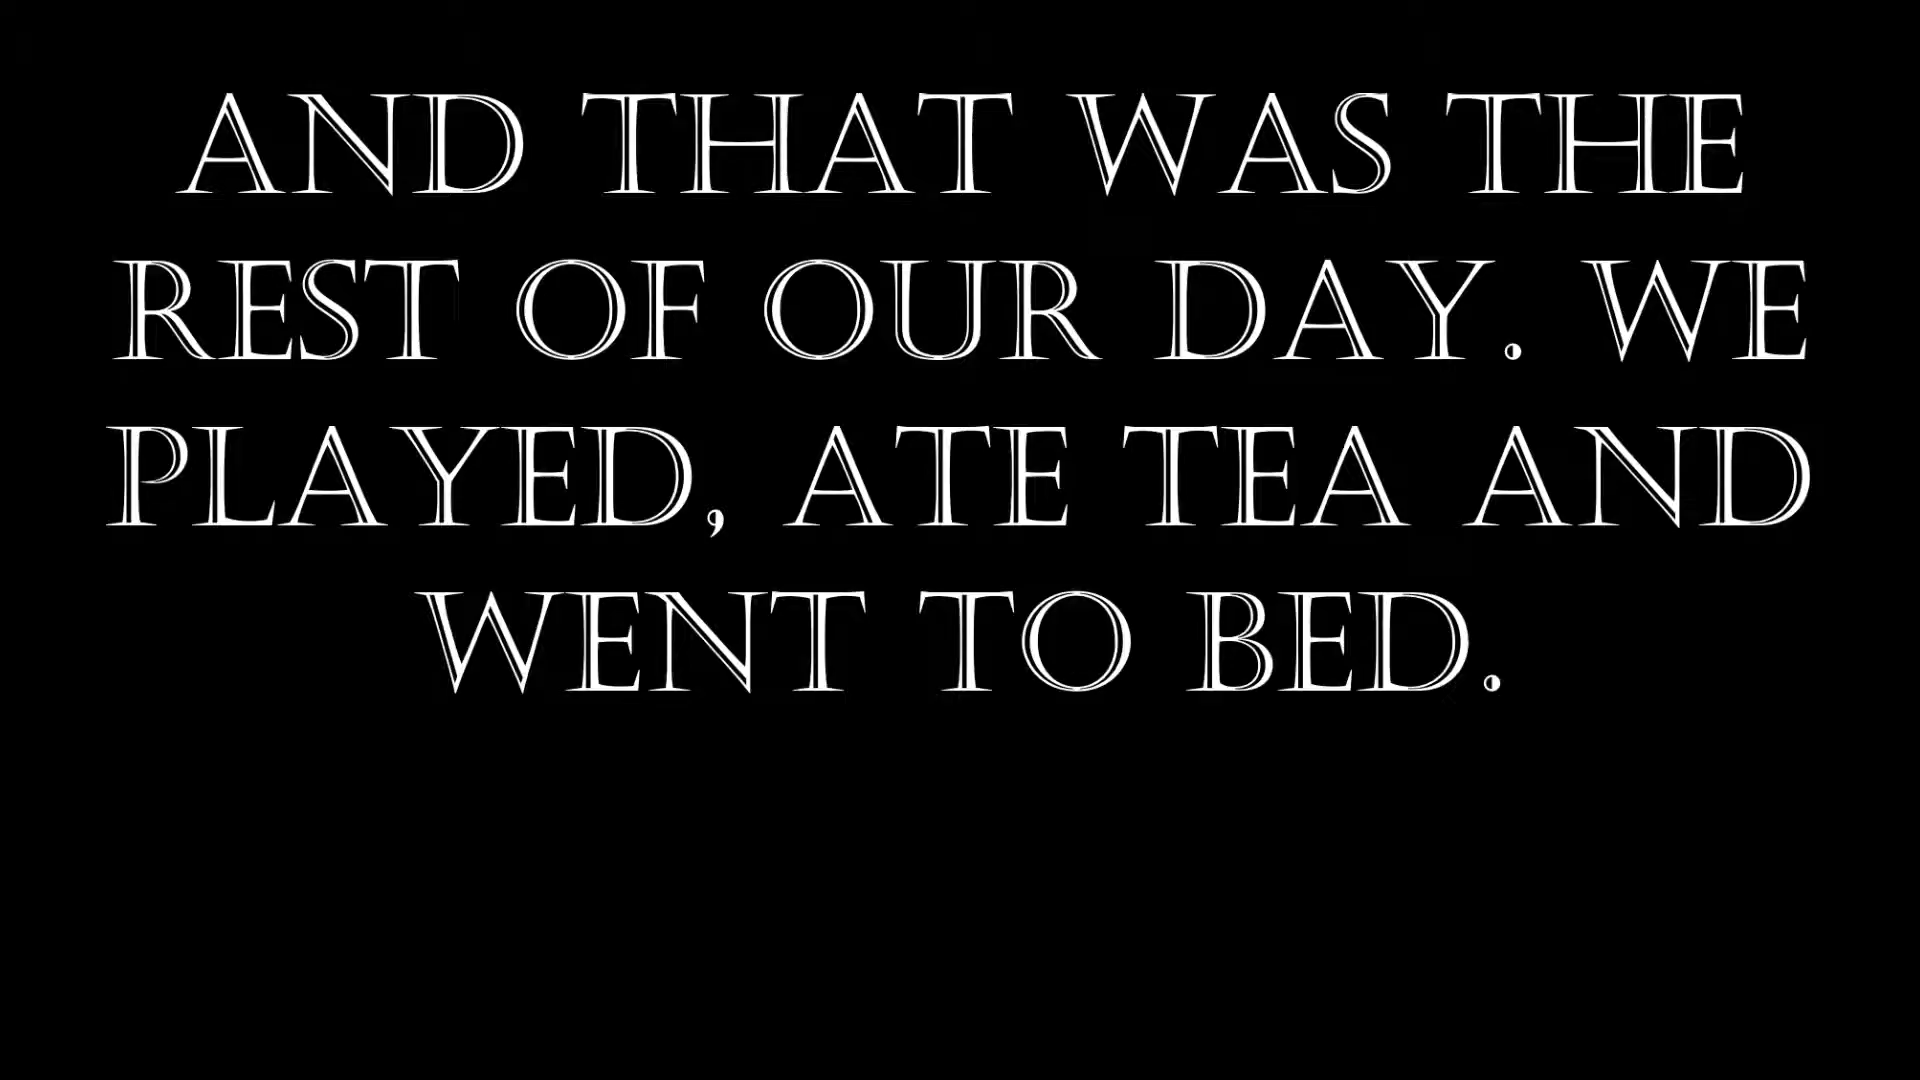 AND THAT WAS THE
REST OF OUR DAY. WE
PLAYED, ATE TEA AND
WENT TO BED.